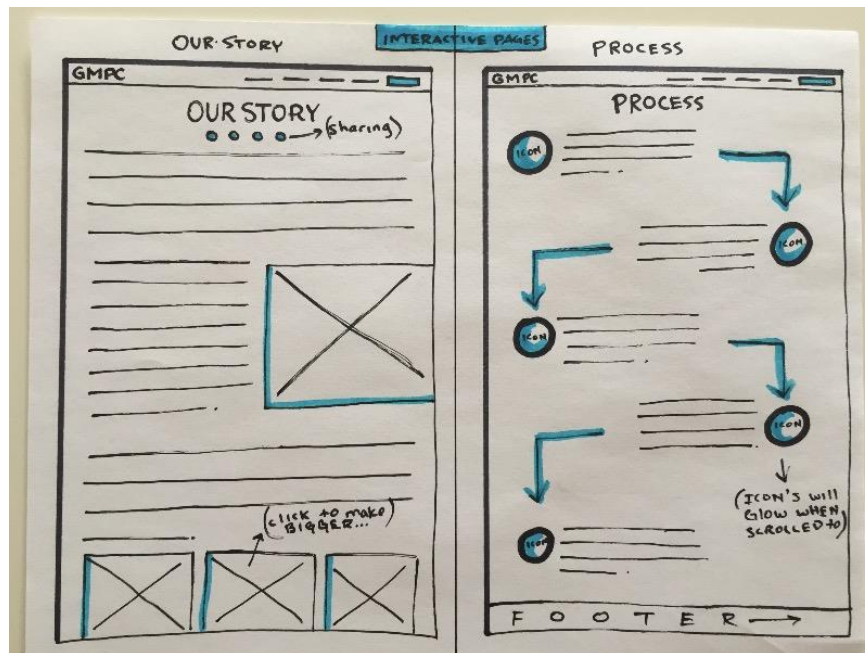 INTERACTIVE PAGES
OUR·STORY
GMPC
OUR STORY
(sharing)
(click to make
BIGGER...)
PROCESS
GMPC
PROCESS
ICON
ICON
ICON
ICON
(ICON'S will
GLOW WHEN
SCROLLED to)
ICON
FOOTER